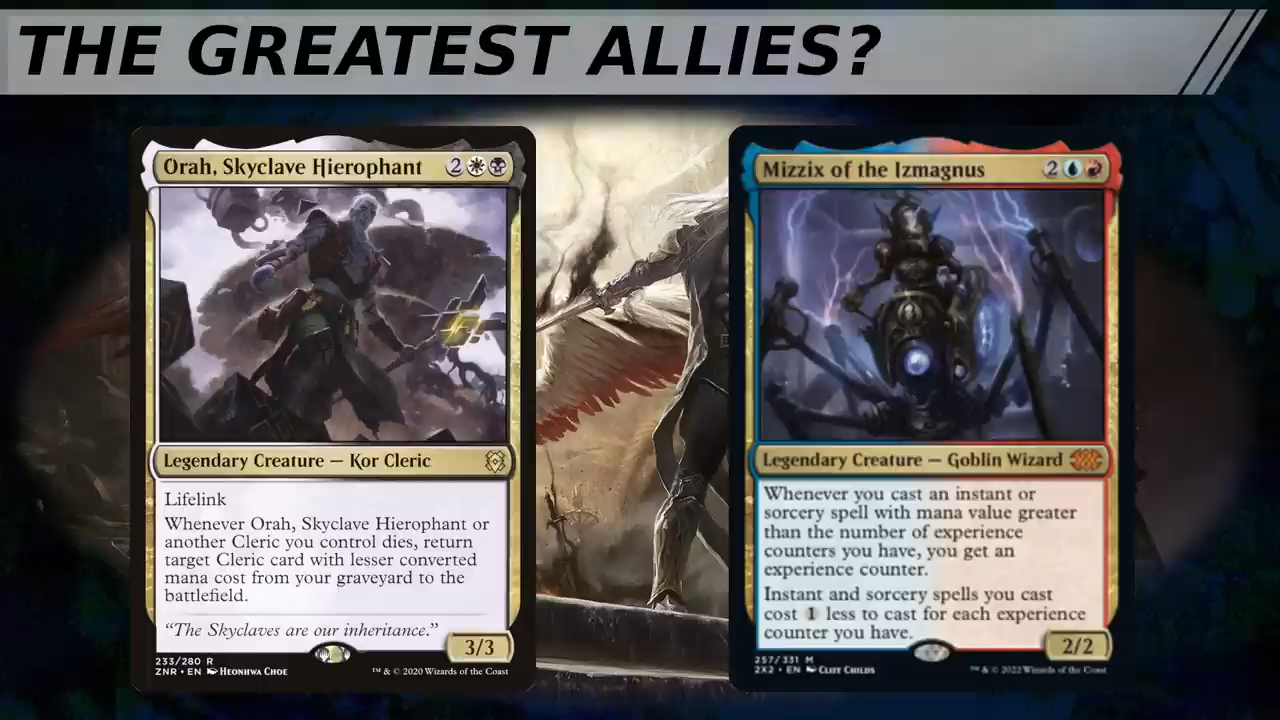 THE GREATEST ALLIES?
Orah, Skyclave Hierophant 2
Legendary Creature — Kor Cleric
Lifelink
Whenever Orah, Skyclave Hierophant or
another Cleric you control dies, return
target Cleric card with lesser converted
mana cost from your graveyard to the
battlefield.
“The Skyclaves are our inheritance.”
3/3
233/280 R
ZNR • EN Heonhwa Choe
™ & © 2020 Wizards of the Coast
Mizzix of the Izmagnus 2
Legendary Creature — Goblin Wizard
Whenever you cast an instant or
sorcery spell with mana value greater
than the number of experience
counters you have, you get an
experience counter.
Instant and sorcery spells you cast
cost 1 less to cast for each experience
counter you have.
2/2
257/331 M
2X2 • EN Cliff Childs
™ & © 2022 Wizards of the Coast